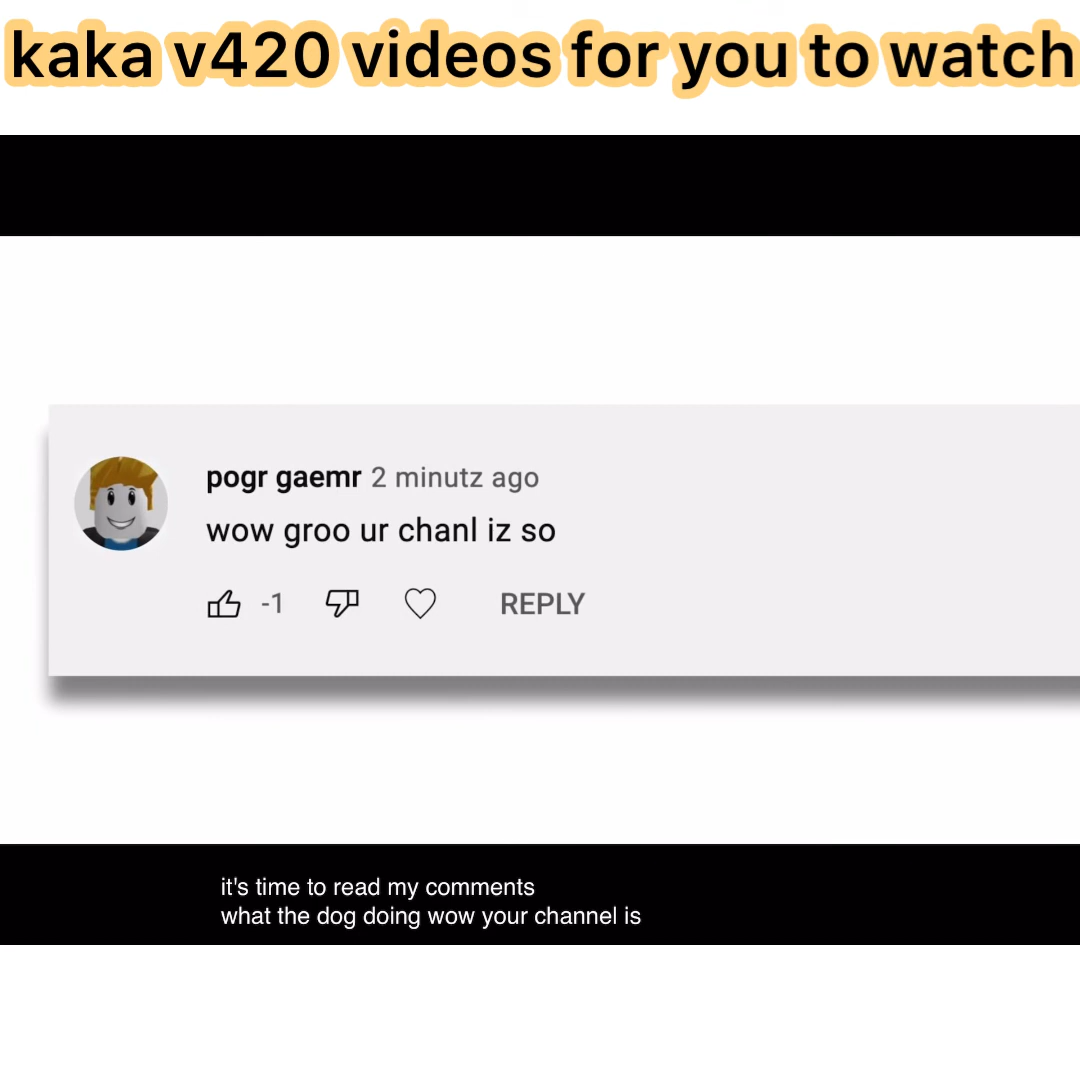 kaka v420 videos for you to watch
pogr gaemr 2 minutz ago
wow groo ur chanl iz so
-1 REPLY
it's time to read my comments
what the dog doing wow your channel is